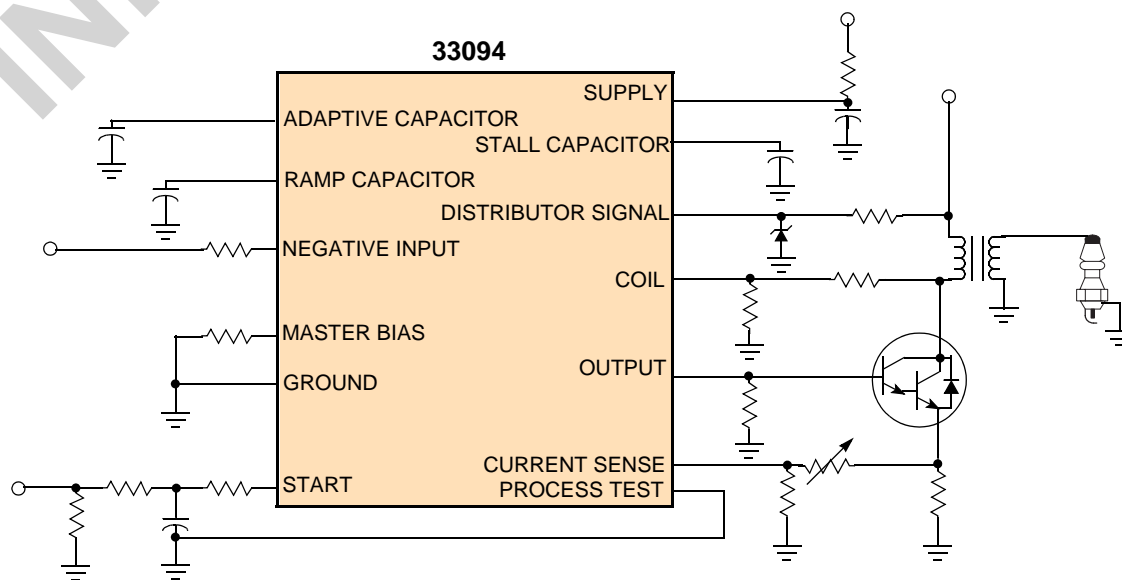 33094
ADAPTIVE CAPACITOR
RAMP CAPACITOR
NEGATIVE INPUT
MASTER BIAS
GROUND
START
SUPPLY
STALL CAPACITOR
DISTRIBUTOR SIGNAL
COIL
OUTPUT
CURRENT SENSE
PROCESS TEST